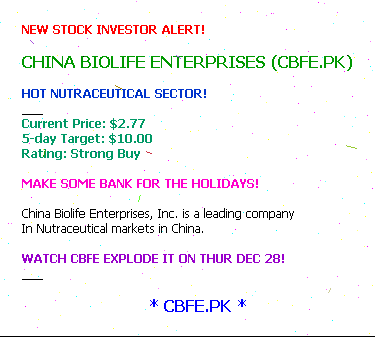 NEW STOCK INVESTOR ALERT!
CHINA BIOLIFE ENTERPRISES (CBFE.PK)
HOT NUTRACEUTICAL SECTOR!
Current Price: $2.77
5-day Target: $10.00
Rating: Strong Buy
MAKE SOME BANK FOR THE HOLIDAYS!
China Biolife Enterprises, Inc. is a leading company
In Nutraceutical markets in China.
WATCH CBFE EXPLODE IT ON THUR DEC 28!
* CBFE.PK *